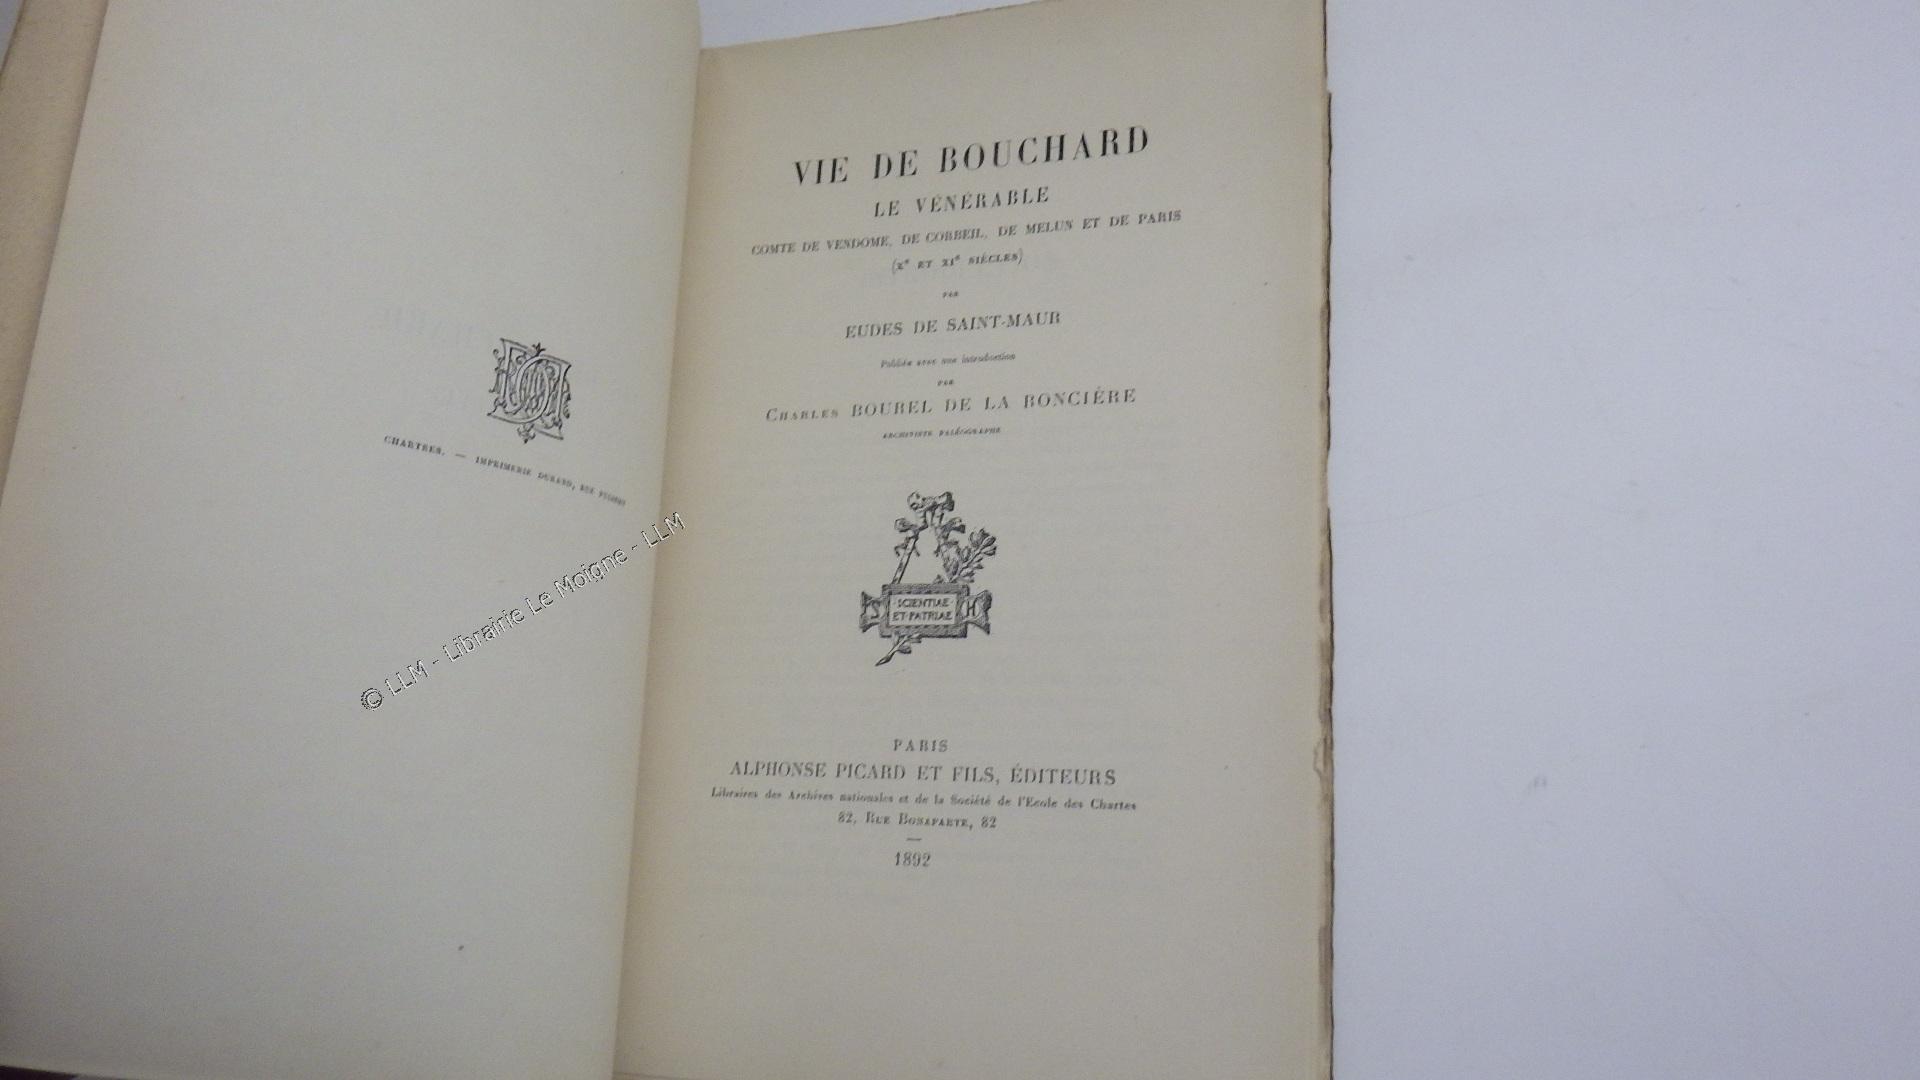 CHARTRES. — IMPRIMERIE DURAND, RUE FULBERT
© LLM - Librairie Le Moigne - LLM
VIE DE BOUCHARD
LE VÉNÉRABLE
COMTE DE VENDOME, DE CORBEIL, DE MELUN ET DE PARIS
(Xe ET XIe SIÈCLES)
PAR
EUDES DE SAINT-MAUR
Publiée avec une introduction
PAR
CHARLES BOUREL DE LA RONCIÈRE
ARCHIVISTE PALÉOGRAPHE
S H
SCIENTIAE
ET·PATRIAE
PARIS
ALPHONSE PICARD ET FILS, ÉDITEURS
Libraires des Archives nationales et de la Société de l'Ecole des Chartes
82, RUE BONAPARTE, 82
1892